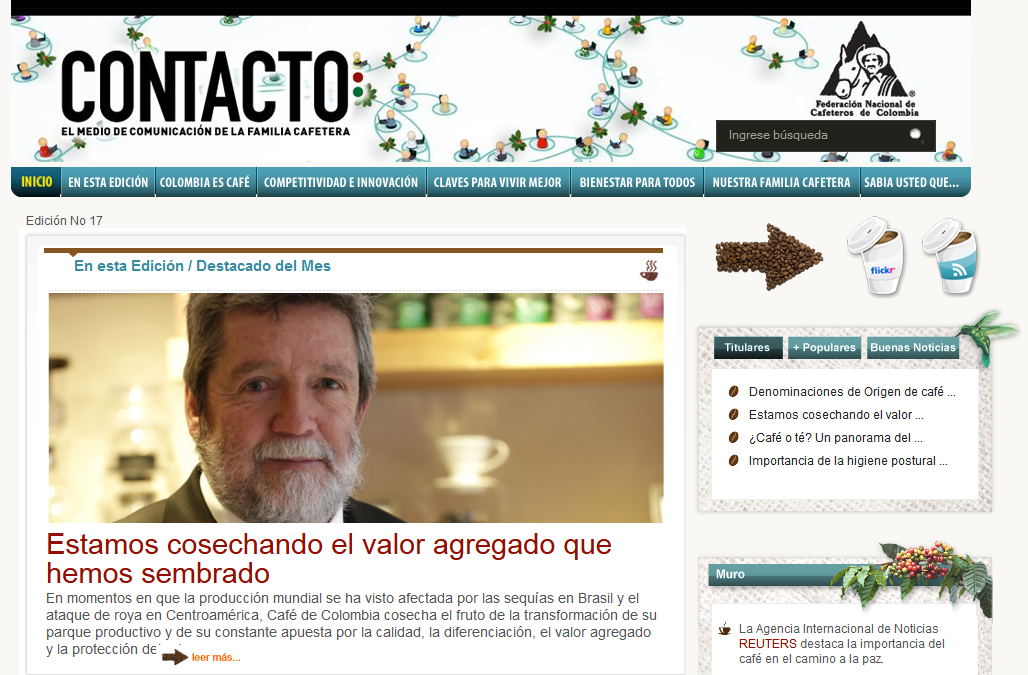 CONTACTO
EL MEDIO DE COMUNICACIÓN DE LA FAMILIA CAFETERA
Federación Nacional de
Cafeteros de Colombia
Ingrese búsqueda
INICIO
EN ESTA EDICIÓN
COLOMBIA ES CAFÉ
COMPETITIVIDAD E INNOVACIÓN
CLAVES PARA VIVIR MEJOR
BIENESTAR PARA TODOS
NUESTRA FAMILIA CAFETERA
SABIA USTED QUE...
Edición No 17
En esta Edición / Destacado del Mes
Estamos cosechando el valor agregado que
hemos sembrado
En momentos en que la producción mundial se ha visto afectada por las sequías en Brasil y el
ataque de roya en Centroamérica, Café de Colombia cosecha el fruto de la transformación de su
parque productivo y de su constante apuesta por la calidad, la diferenciación, el valor agregado
y la protección
leer más...
flickr
Titulares
+ Populares
Buenas Noticias
Denominaciones de Origen de café ...
Estamos cosechando el valor ...
¿Café o té? Un panorama del ...
Importancia de la higiene postural ...
Muro
La Agencia Internacional de Noticias
REUTERS destaca la importancia del
café en el camino a la paz.